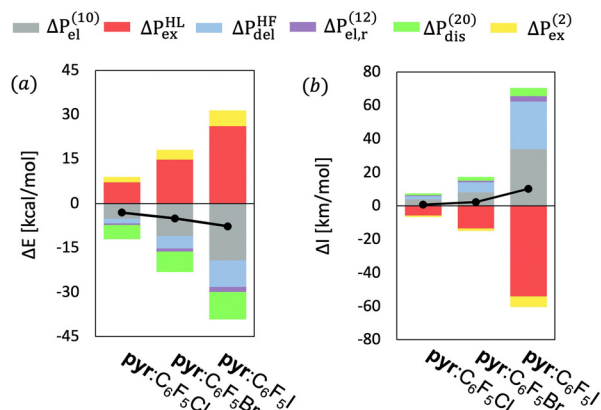 ΔP_el^(10) ΔP_ex^HL ΔP_del^HF ΔP_el,r^(12) ΔP_dis^(20) ΔP_ex^(2)
(a)
ΔE [kcal/mol]
45
30
15
0
-15
-30
-45
pyr:C₆F₅Cl
pyr:C₆F₅Br
pyr:C₆F₅I
(b)
ΔI [km/mol]
80
60
40
20
0
-20
-40
-60
-80
pyr:C₆F₅Cl
pyr:C₆F₅Br
pyr:C₆F₅I